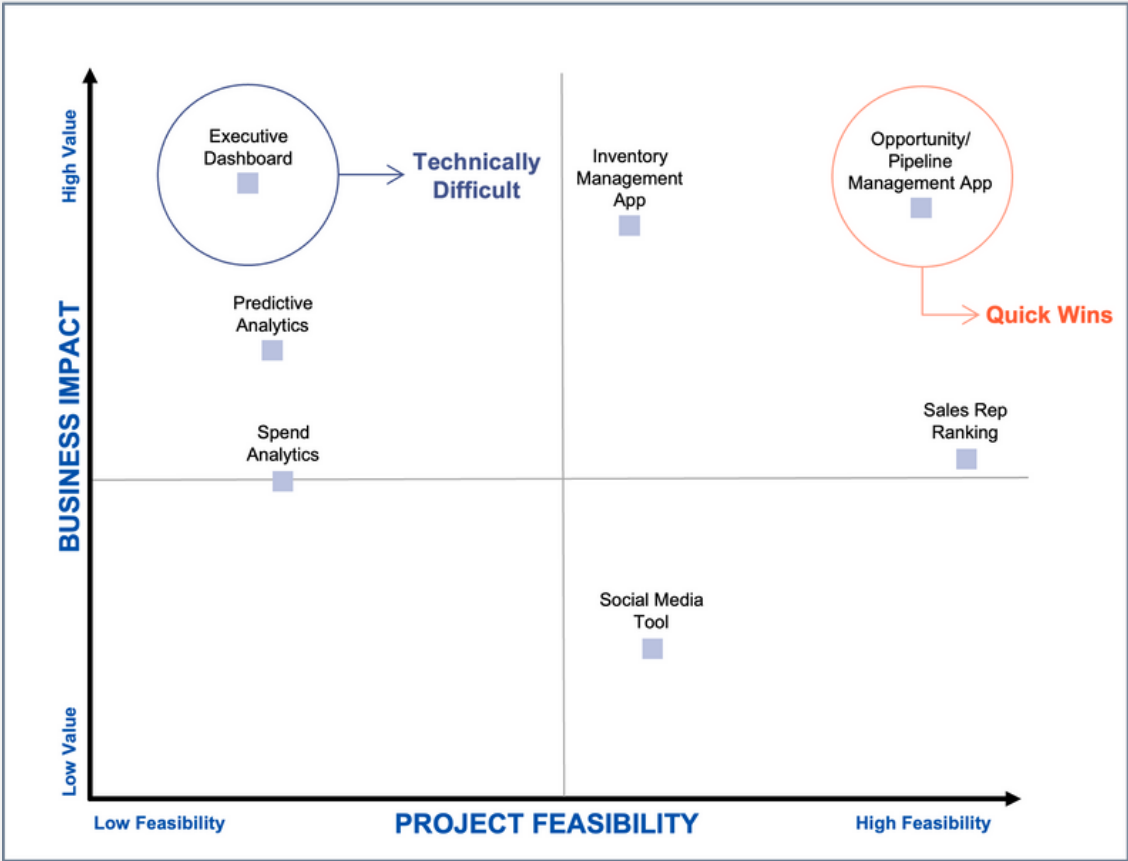 High Value
BUSINESS IMPACT
Low Value
Executive
Dashboard
Technically
Difficult
Inventory
Management
App
Opportunity/
Pipeline
Management App
Quick Wins
Predictive
Analytics
Spend
Analytics
Sales Rep
Ranking
Social Media
Tool
Low Feasibility
PROJECT FEASIBILITY
High Feasibility